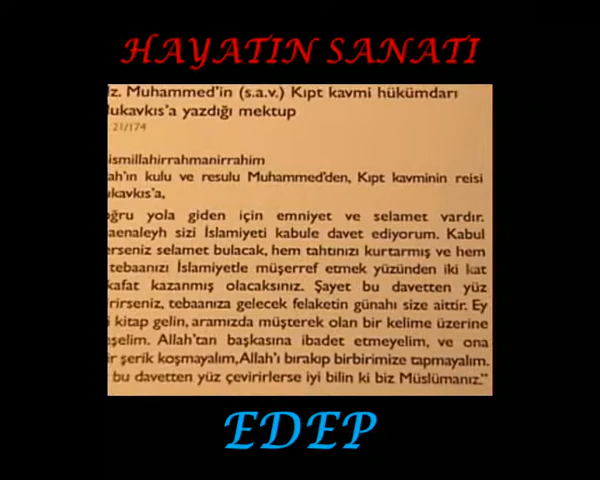 HAYATIN SANATI
z. Muhammed'in (s.a.v.) Kıpt kavmi hükümdarı
ukavkıs'a yazdığı mektup
21/174
ismillahirrahmanirrahim
ah'ın kulu ve resulu Muhammed'den, Kıpt kavminin reisi
kavkıs'a,
ğru yola giden için emniyet ve selamet vardır.
aenaleyh sizi İslamiyeti kabule davet ediyorum. Kabul
erseniz selamet bulacak, hem tahtınızı kurtarmış ve hem
tebaanızı İslamiyetle müşerref etmek yüzünden iki kat
kafat kazanmış olacaksınız. Şayet bu davetten yüz
rirseniz, tebaanıza gelecek felaketin günahı size aittir. Ey
i kitap gelin, aramızda müşterek olan bir kelime üzerine
şelim. Allah'tan başkasına ibadet etmeyelim, ve ona
r şerik koşmayalım, Allah'ı bırakıp birbirimize tapmayalım.
bu davetten yüz çevirirlerse iyi bilin ki biz Müslümanız."
EDEP